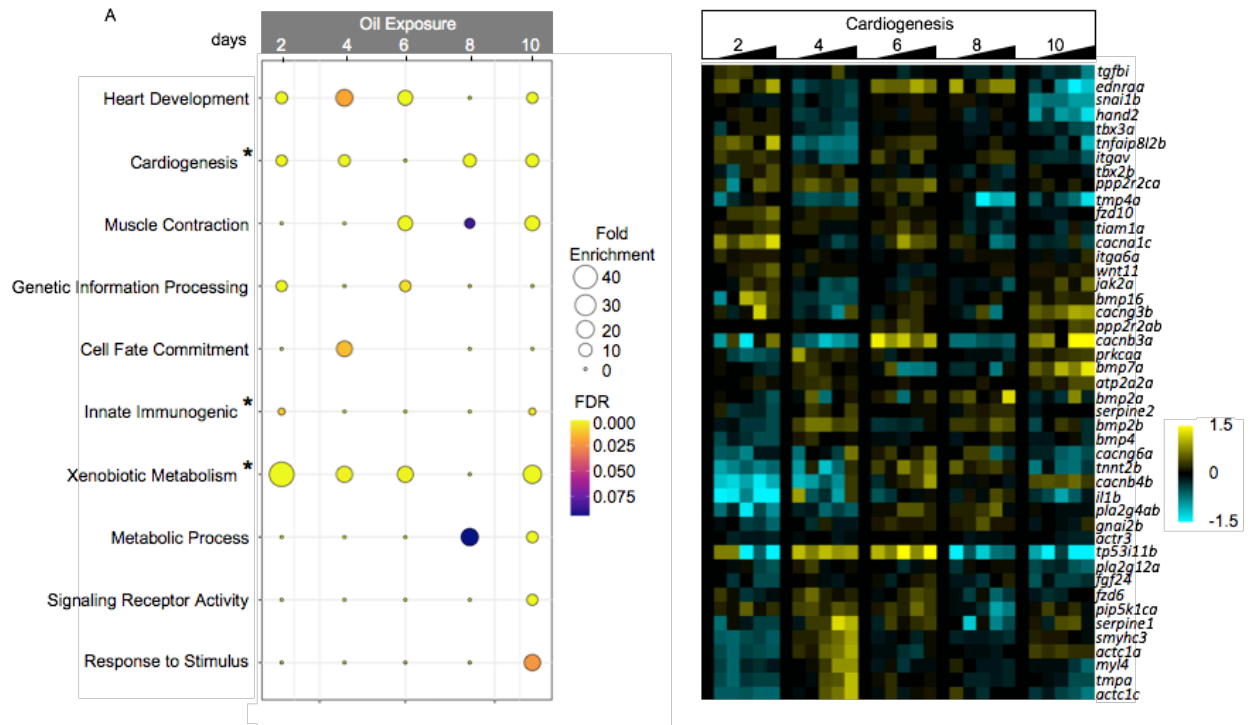 A
Oil Exposure
days
2 4 6 8 10
Heart Development
Cardiogenesis *
Muscle Contraction
Genetic Information Processing
Cell Fate Commitment
Innate Immunogenic *
Xenobiotic Metabolism *
Metabolic Process
Signaling Receptor Activity
Response to Stimulus
Fold
Enrichment
40
30
20
10
0
FDR
0.000
0.025
0.050
0.075
Cardiogenesis
2 4 6 8 10
tgfbi
ednraa
snai1b
hand2
tbx3a
tnfaip8l2b
itgav
tbx2b
ppp2r2ca
tmp4a
fzd10
tiam1a
cacna1c
itga6a
wnt11
jak2a
bmp16
cacng3b
ppp2r2ab
cacnb3a
prkcaa
bmp7a
atp2a2a
bmp2a
serpine2
bmp2b
bmp4
cacng6a
tnnt2b
cacnb4b
il1b
pla2g4ab
gnai2b
actr3
tp53i11b
pla2g12a
fgf24
fzd6
pip5k1ca
serpine1
smyhc3
actc1a
myl4
tmpa
actc1c
1.5
0
-1.5